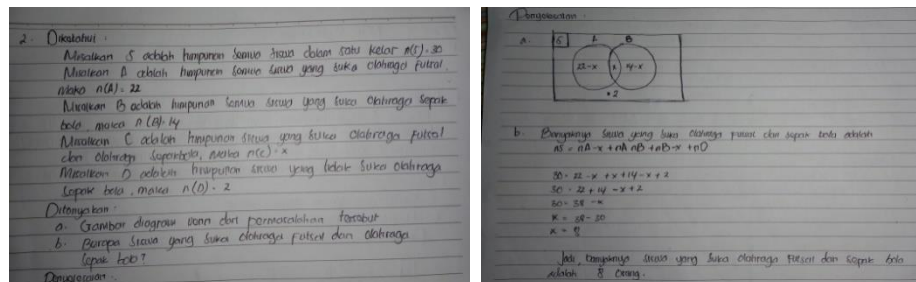 2. Diketahui :
Misalkan S adalah himpunan semua siswa dalam satu kelas n(S) = 30
Misalkan A adalah himpunan semua siswa yang suka olahraga futsal,
maka n(A) = 22
Misalkan B adalah himpunan semua siswa yang suka olahraga sepak
bola, maka n(B) = 14
Misalkan C adalah himpunan siswa yang suka olahraga futsal
dan olahraga sepakbola, maka n(C) = x
Misalkan D adalah himpunan siswa yang tidak suka olahraga
sepak bola, maka n(D) = 2
Ditanyakan :
a. Gambar diagram venn dari permasalahan tersebut
b. Berapa siswa yang suka olahraga futsal dan olahraga
sepak bola?
Penyelesaian :
Penyelesaian :
a. S A B
22-x x 14-x
• 2
b. Banyaknya siswa yang suka olahraga futsal dan sepak bola adalah
nS = nA-x + nA nB + nB-x + nD
30 = 22 - x + x + 14 - x + 2
30 = 22 + 14 - x + 2
30 = 38 - x
x = 38 - 30
x = 8
Jadi, banyaknya siswa yang suka olahraga futsal dan sepak bola
adalah 8 orang.